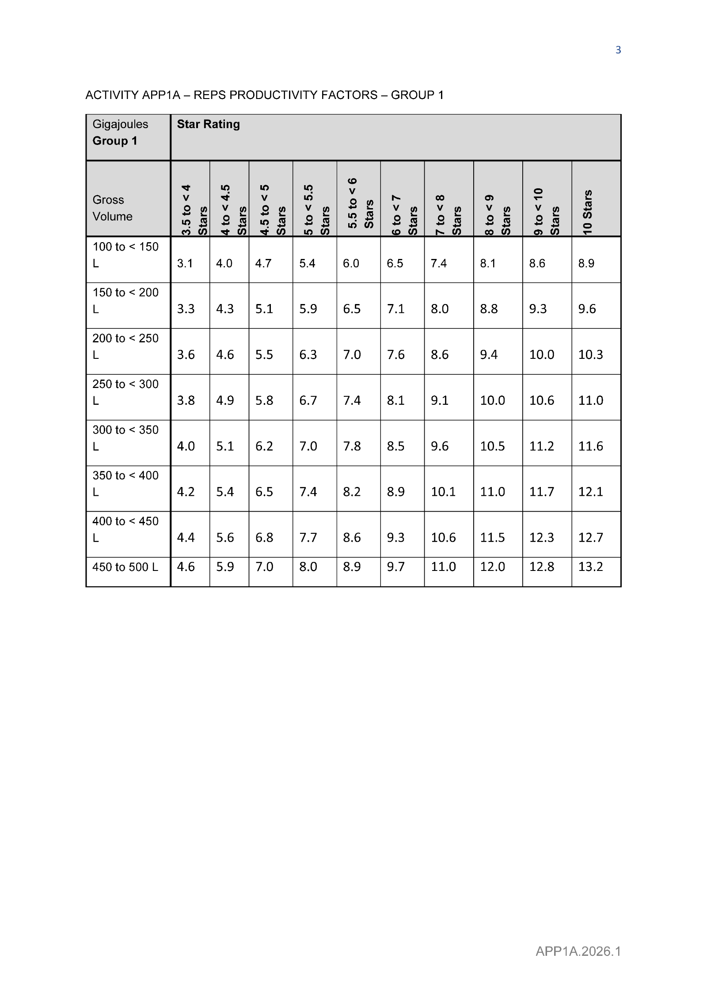 3
ACTIVITY APP1A – REPS PRODUCTIVITY FACTORS – GROUP 1
Gigajoules
Group 1
Star Rating
Gross
Volume
3.5 to < 4
Stars
4 to < 4.5
Stars
4.5 to < 5
Stars
5 to < 5.5
Stars
5.5 to < 6
Stars
6 to < 7
Stars
7 to < 8
Stars
8 to < 9
Stars
9 to < 10
Stars
10 Stars
100 to < 150
L 3.1 4.0 4.7 5.4 6.0 6.5 7.4 8.1 8.6 8.9
150 to < 200
L 3.3 4.3 5.1 5.9 6.5 7.1 8.0 8.8 9.3 9.6
200 to < 250
L 3.6 4.6 5.5 6.3 7.0 7.6 8.6 9.4 10.0 10.3
250 to < 300
L 3.8 4.9 5.8 6.7 7.4 8.1 9.1 10.0 10.6 11.0
300 to < 350
L 4.0 5.1 6.2 7.0 7.8 8.5 9.6 10.5 11.2 11.6
350 to < 400
L 4.2 5.4 6.5 7.4 8.2 8.9 10.1 11.0 11.7 12.1
400 to < 450
L 4.4 5.6 6.8 7.7 8.6 9.3 10.6 11.5 12.3 12.7
450 to 500 L 4.6 5.9 7.0 8.0 8.9 9.7 11.0 12.0 12.8 13.2
APP1A.2026.1